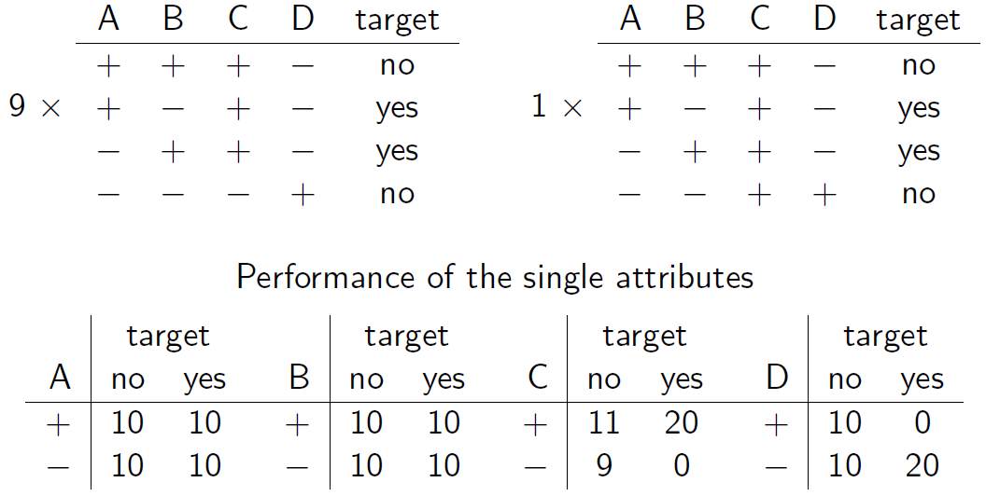 A B C D target A B C D target
+ + + − no + + + − no
9 × + − + − yes 1 × + − + − yes
− + + − yes − + + − yes
− − − + no − − + + no
Performance of the single attributes
target target target target
A no yes B no yes C no yes D no yes
+ 10 10 + 10 10 + 11 20 + 10 0
− 10 10 − 10 10 − 9 0 − 10 20